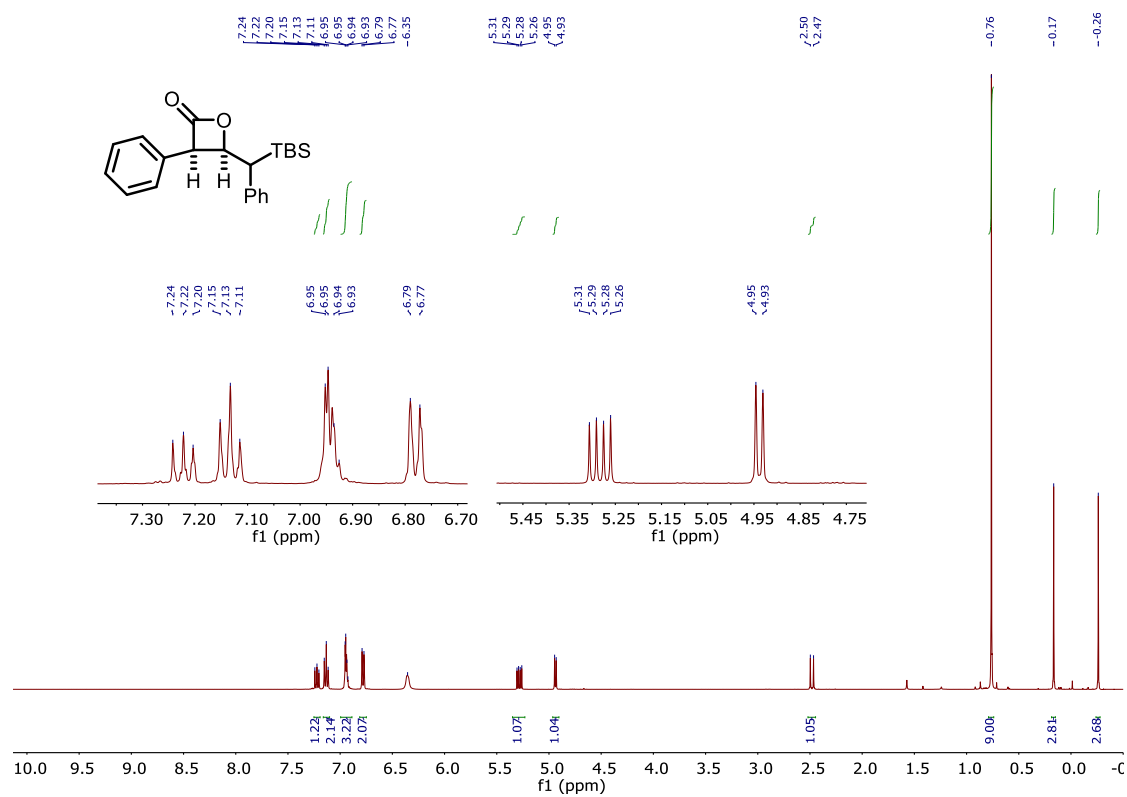 7.24 7.22 7.20 7.15 7.13 7.11 6.95 6.95 6.94 6.93 6.79 6.77 6.35 5.31 5.29 5.28 5.26 4.95 4.93 2.50 2.47 0.76 0.17 -0.26
O O
TBS
H H Ph
7.24 7.22 7.20 7.15 7.13 7.11 6.95 6.95 6.94 6.93 6.79 6.77 5.31 5.29 5.28 5.26 4.95 4.93
7.30 7.20 7.10 7.00 6.90 6.80 6.70
f1 (ppm)
5.45 5.35 5.25 5.15 5.05 4.95 4.85 4.75
f1 (ppm)
1.22 2.14 3.22 2.07 1.07 1.04 1.05 9.00 2.81 2.68
10.0 9.5 9.0 8.5 8.0 7.5 7.0 6.5 6.0 5.5 5.0 4.5 4.0 3.5 3.0 2.5 2.0 1.5 1.0 0.5 0.0 -0
f1 (ppm)